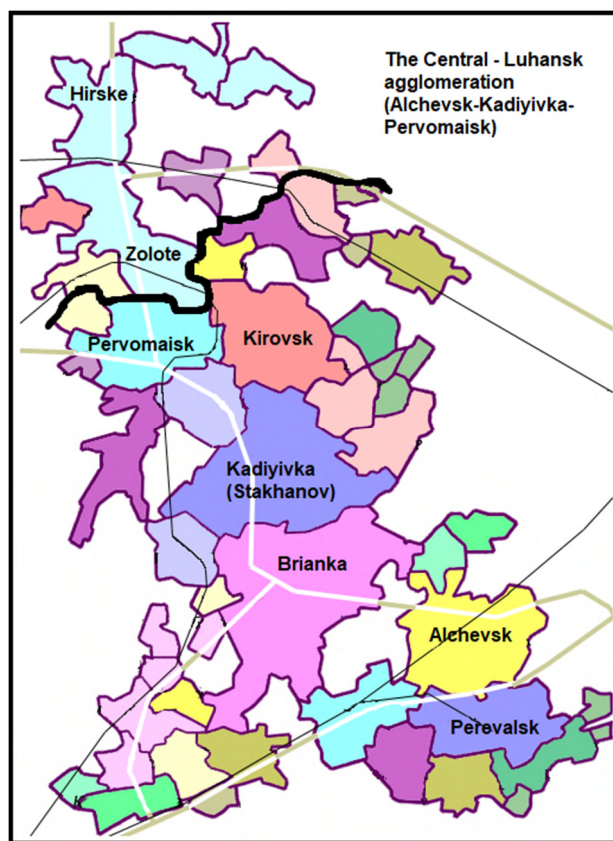 The Central - Luhansk
agglomeration
(Alchevsk-Kadiyivka-
Pervomaisk)
Hirske
Zolote
Pervomaisk
Kirovsk
Kadiyivka
(Stakhanov)
Brianka
Alchevsk
Perevalsk